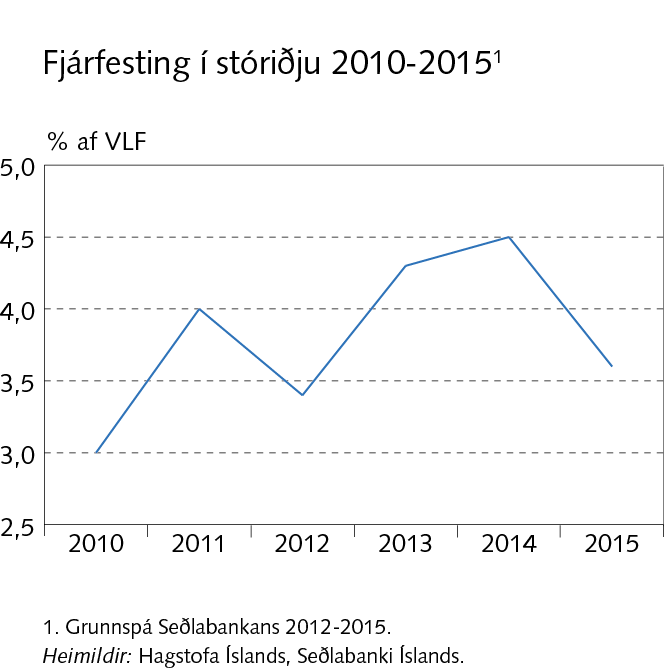 Fjárfesting í stóriðju 2010-2015¹
% af VLF
5,0
4,5
4,0
3,5
3,0
2,5
2010 2011 2012 2013 2014 2015
1. Grunnspá Seðlabankans 2012-2015.
Heimildir: Hagstofa Íslands, Seðlabanki Íslands.